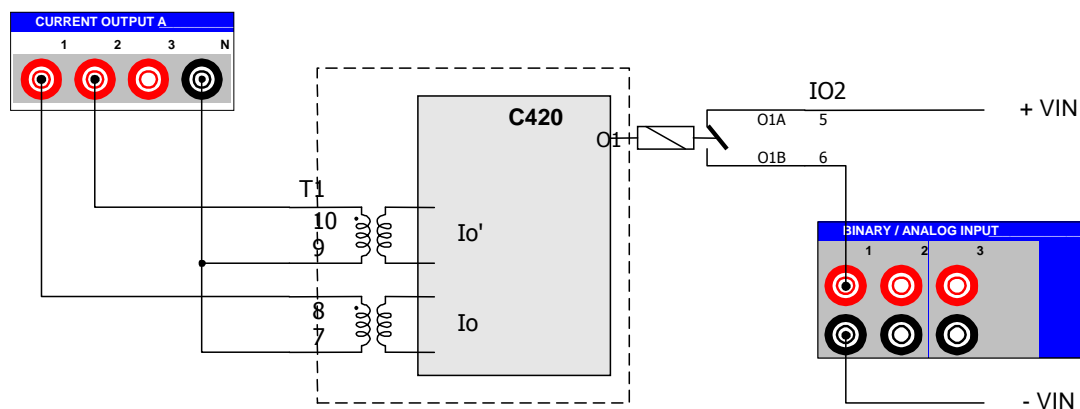 CURRENT OUTPUT A
1 2 3 N
C420
O1
IO2
O1A 5
O1B 6
+ VIN
T1
10
9
Io'
8
7
Io
BINARY / ANALOG INPUT
1 2 3
- VIN